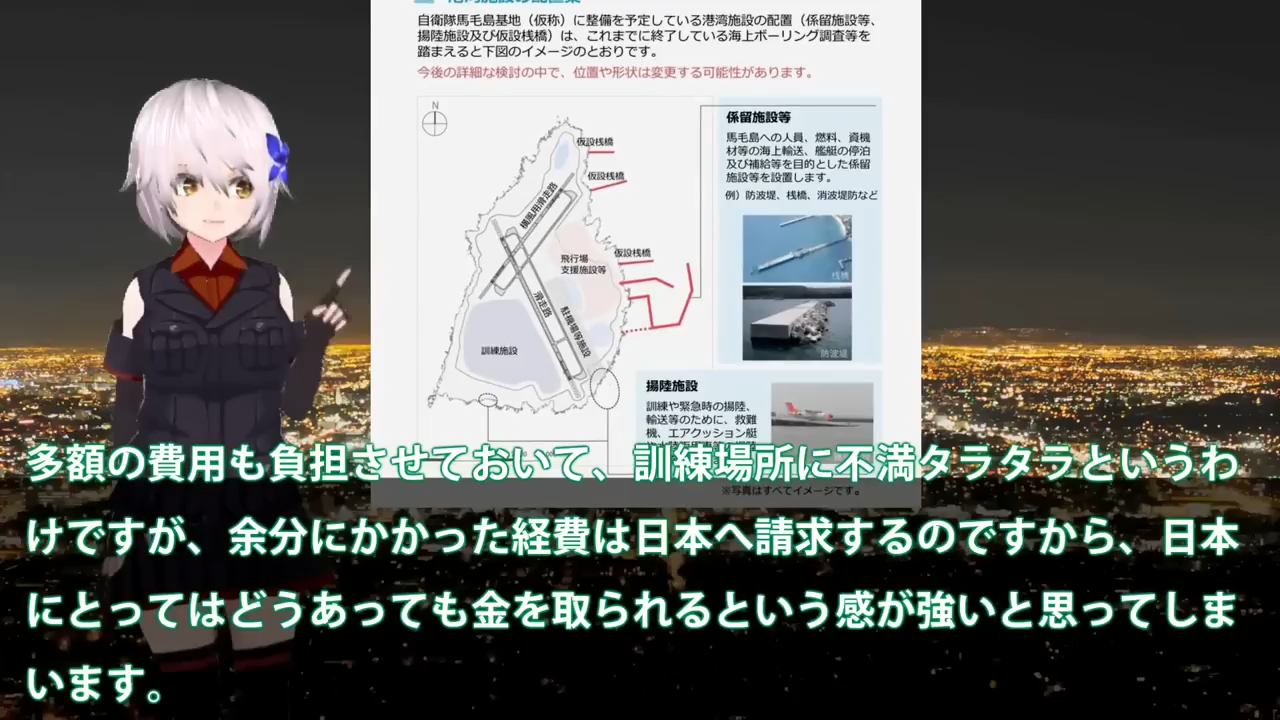 自衛隊馬毛島基地（仮称）に整備を予定している港湾施設の配置（係留施設等、
揚陸施設及び仮設桟橋）は、これまでに終了している海上ボーリング調査等を
踏まえると下図のイメージのとおりです。
今後の詳細な検討の中で、位置や形状は変更する可能性があります。
N
仮設桟橋
仮設桟橋
横風用滑走路
仮設桟橋
飛行場
支援施設等
滑走路
駐機場等施設
訓練施設
係留施設等
馬毛島への人員、燃料、資機
材等の海上輸送、艦艇の停泊
及び補給等を目的とした係留
施設等を設置します。
例）防波堤、桟橋、消波堤防など
桟橋
防波堤
揚陸施設
訓練や緊急時の揚陸、
輸送等のために、救難
機、エアクッション艇
※写真はすべてイメージです。
多額の費用も負担させておいて、訓練場所に不満タラタラというわ
けですが、余分にかかった経費は日本へ請求するのですから、日本
にとってはどうあっても金を取られるという感が強いと思ってしま
います。